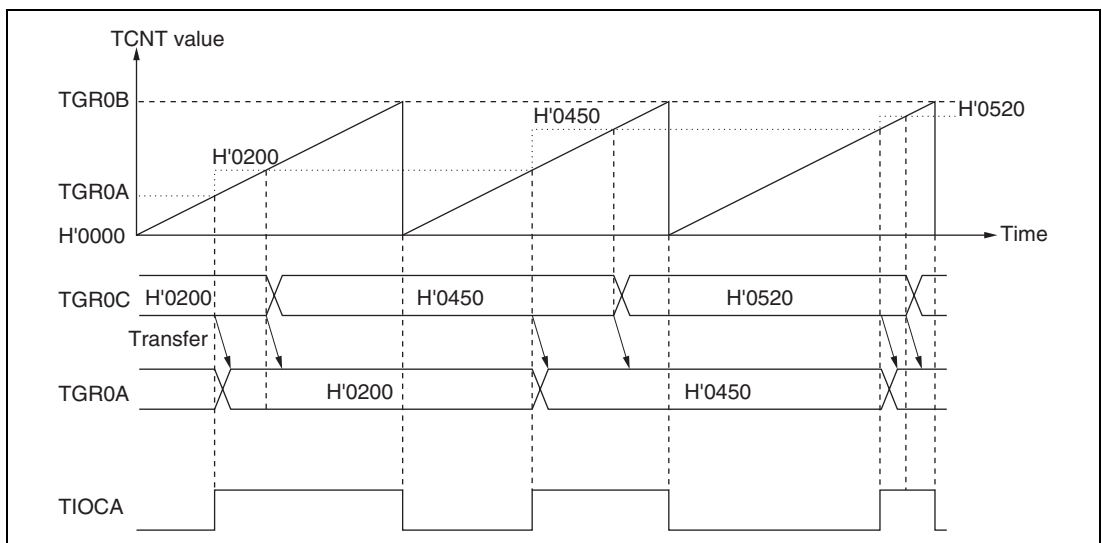 TCNT value
TGR0B
H'0520
H'0450
H'0200
TGR0A
H'0000
Time
TGR0C
H'0200
H'0450
H'0520
Transfer
TGR0A
H'0200
H'0450
TIOCA